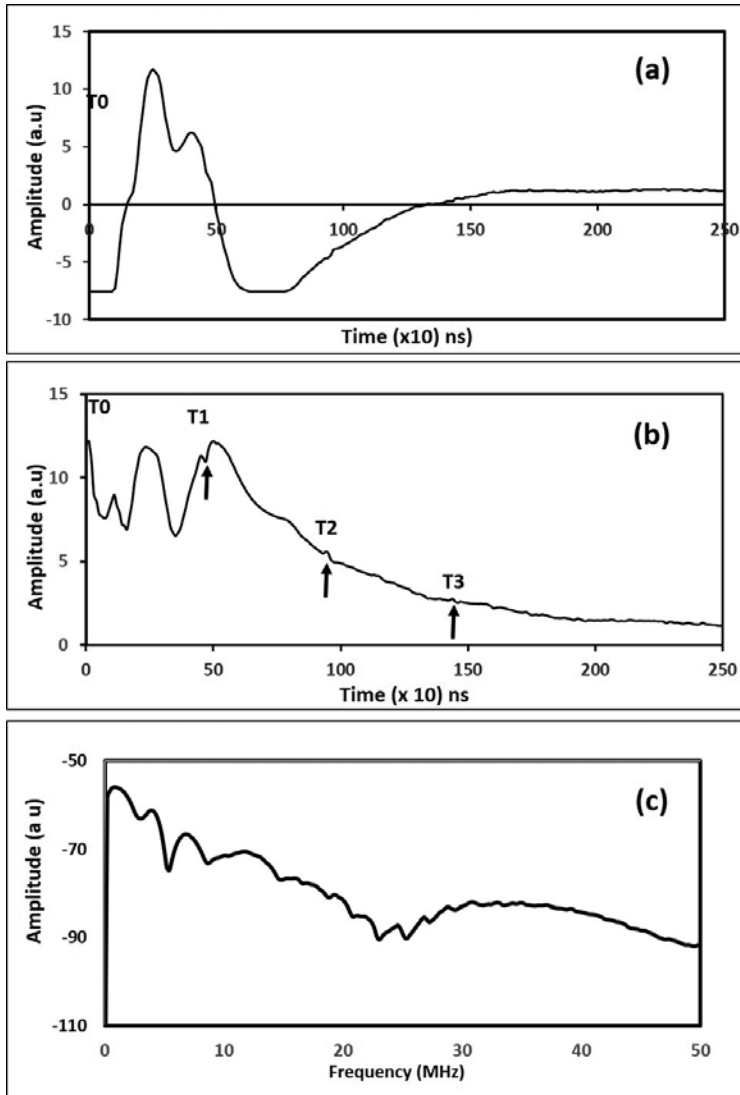 15
(a)
10
T0
5
0
0 50 100 150 200 250
-5
-10
Amplitude (a.u)
Time (x10) ns)
15
T0
T1
(b)
10
T2
5
T3
0
0 50 100 150 200 250
Amplitude (a.u)
Time (x 10) ns
-50
(c)
-70
-90
-110
0 10 20 30 40 50
Amplitude (a u)
Frequency (MHz)